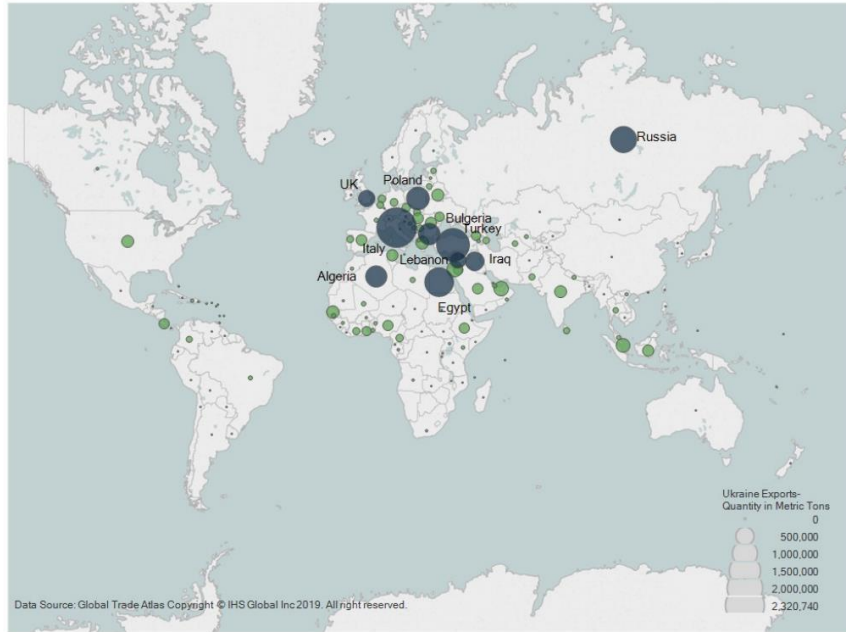 Russia
UK
Poland
Bulgaria
Turkey
Italy
Lebanon
Iraq
Algeria
Egypt
Ukraine Exports-
Quantity in Metric Tons
0
500,000
1,000,000
1,500,000
2,000,000
2,320,740
Data Source: Global Trade Atlas Copyright © IHS Global Inc 2019. All right reserved.